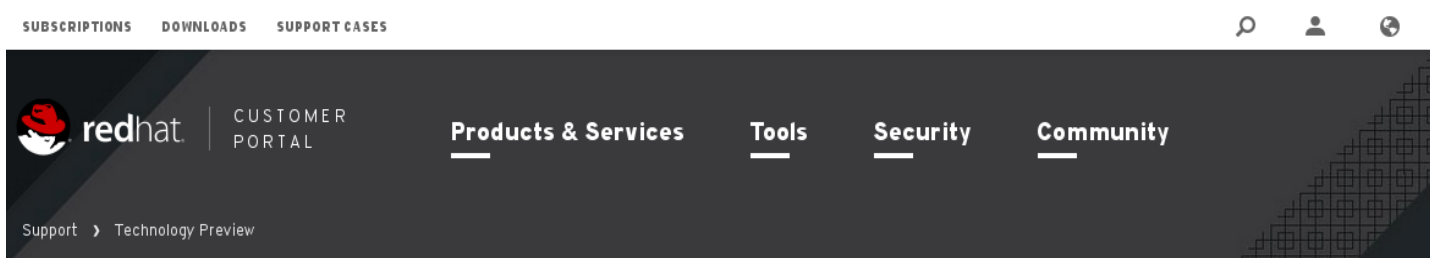 SUBSCRIPTIONS DOWNLOADS SUPPORT CASES
redhat. CUSTOMER PORTAL
Products & Services Tools Security Community
Support ❯ Technology Preview